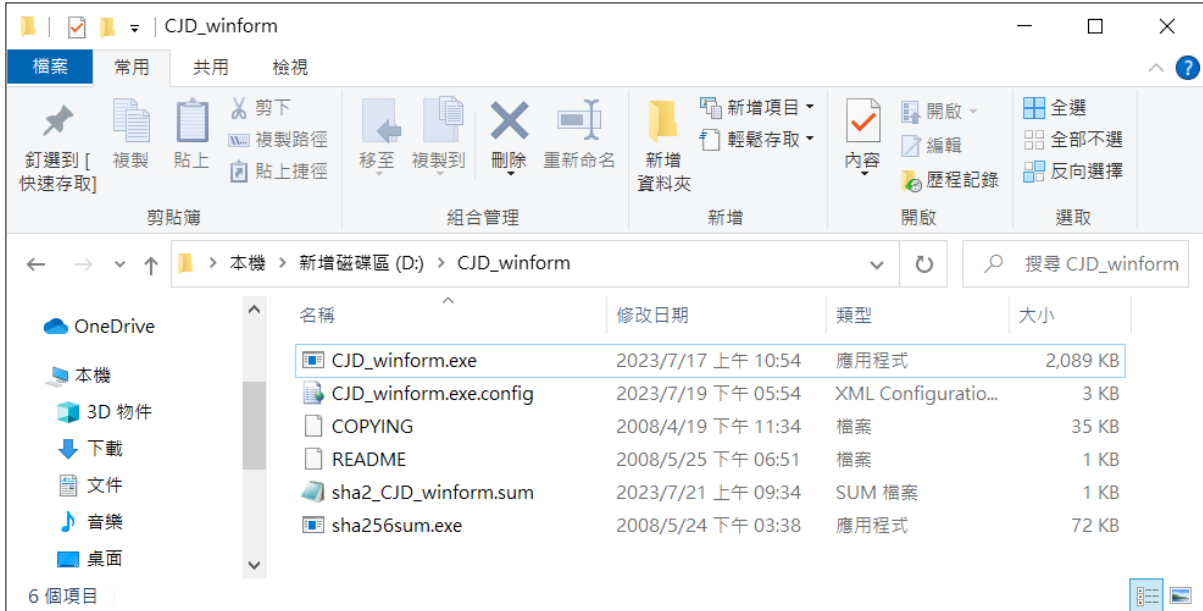 CJD_winform
檔案 常用 共用 檢視
釘選到 [
快速存取]
複製
貼上
剪下
複製路徑
貼上捷徑
移至
複製到
刪除
重新命名
新增
資料夾
新增項目
輕鬆存取
內容
開啟
編輯
歷程記錄
全選
全部不選
反向選擇
剪貼簿 組合管理 新增 開啟 選取
本機 > 新增磁碟區 (D:) > CJD_winform
搜尋 CJD_winform
OneDrive
本機
3D 物件
下載
文件
音樂
桌面
名稱 修改日期 類型 大小
CJD_winform.exe 2023/7/17 上午 10:54 應用程式 2,089 KB
CJD_winform.exe.config 2023/7/19 下午 05:54 XML Configuratio... 3 KB
COPYING 2008/4/19 下午 11:34 檔案 35 KB
README 2008/5/25 下午 06:51 檔案 1 KB
sha2_CJD_winform.sum 2023/7/21 上午 09:34 SUM 檔案 1 KB
sha256sum.exe 2008/5/24 下午 03:38 應用程式 72 KB
6 個項目